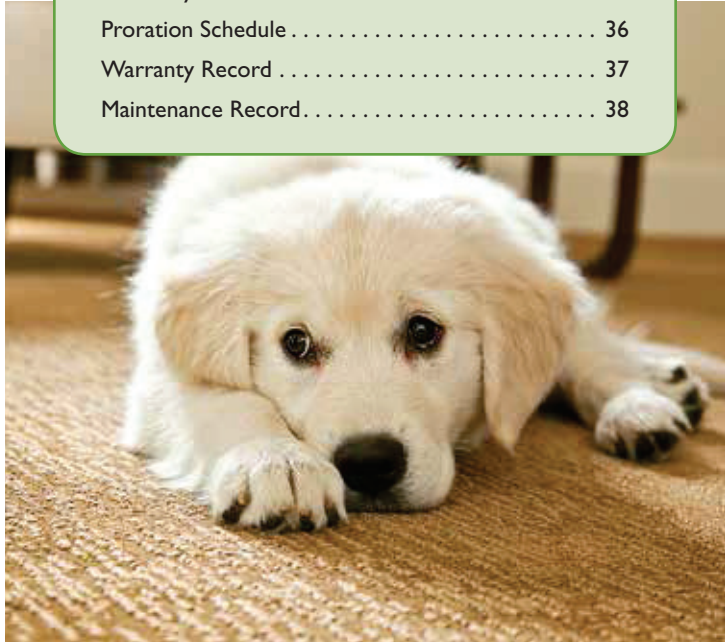 Proration Schedule . . . . . . . . . . . . . . . . . . . . . . . . . . 36
Warranty Record . . . . . . . . . . . . . . . . . . . . . . . . . . . 37
Maintenance Record. . . . . . . . . . . . . . . . . . . . . . . . . 38